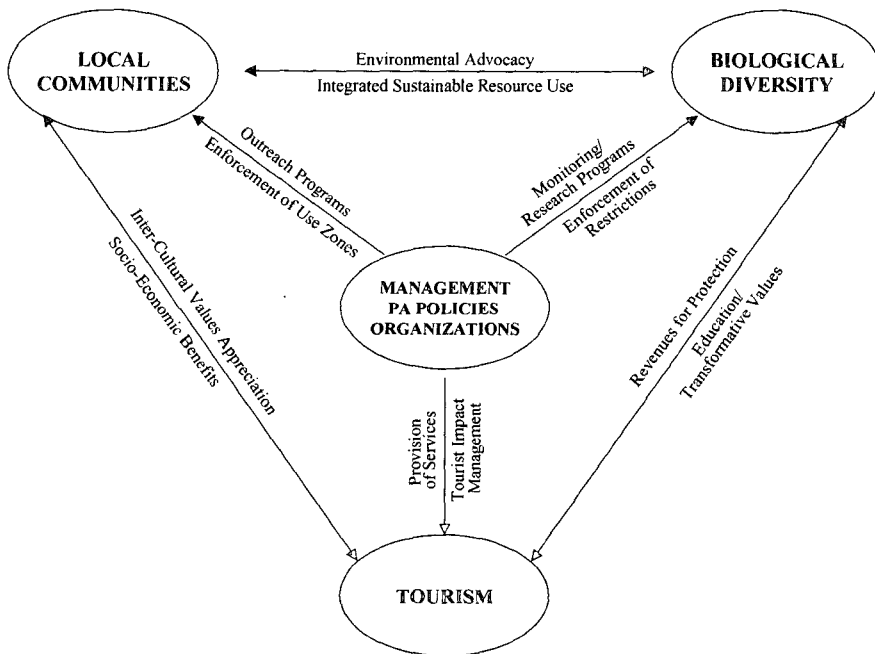 LOCAL
COMMUNITIES
Environmental Advocacy
Integrated Sustainable Resource Use
BIOLOGICAL
DIVERSITY
Outreach Programs
Enforcement of Use Zones
Monitoring/
Research Programs
Enforcement of
Restrictions
MANAGEMENT
PA POLICIES
ORGANIZATIONS
Inter-Cultural Values Appreciation
Socio-Economic Benefits
Revenues for Protection
Education/
Transformative Values
Provision
of Services
Tourist Impact
Management
TOURISM